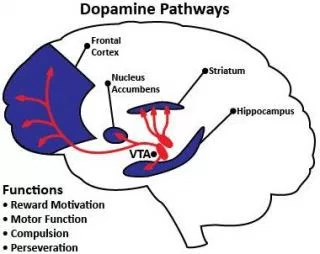 Dopamine Pathways
Frontal
Cortex
Nucleus
Accumbens
Striatum
Hippocampus
VTA
Functions
• Reward Motivation
• Motor Function
• Compulsion
• Perseveration